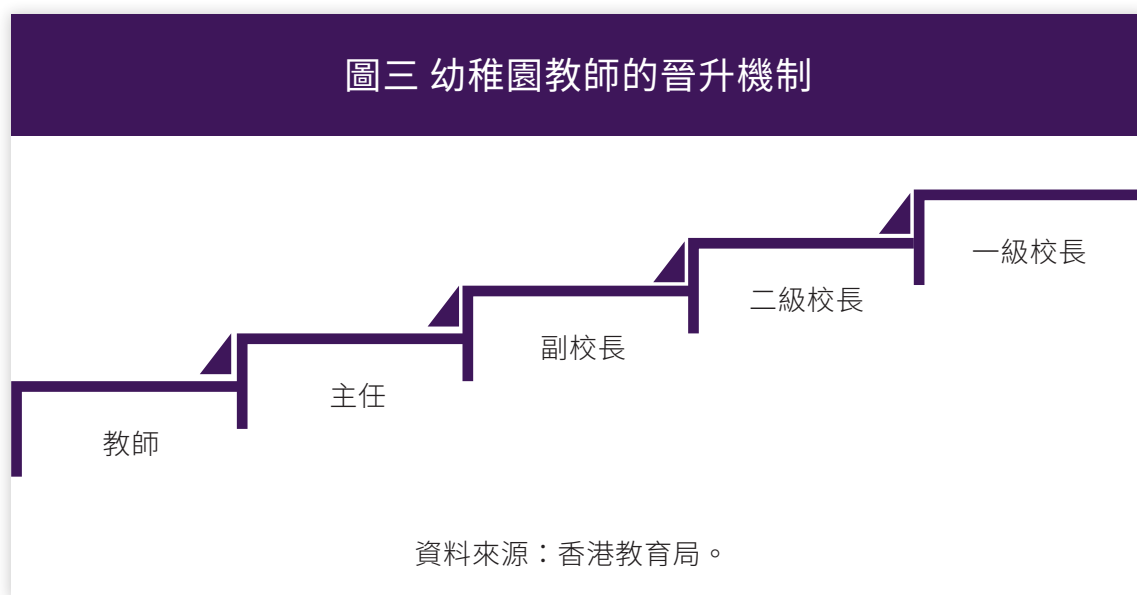 圖三 幼稚園教師的晉升機制
一級校長
二級校長
副校長
主任
教師
資料來源：香港教育局。